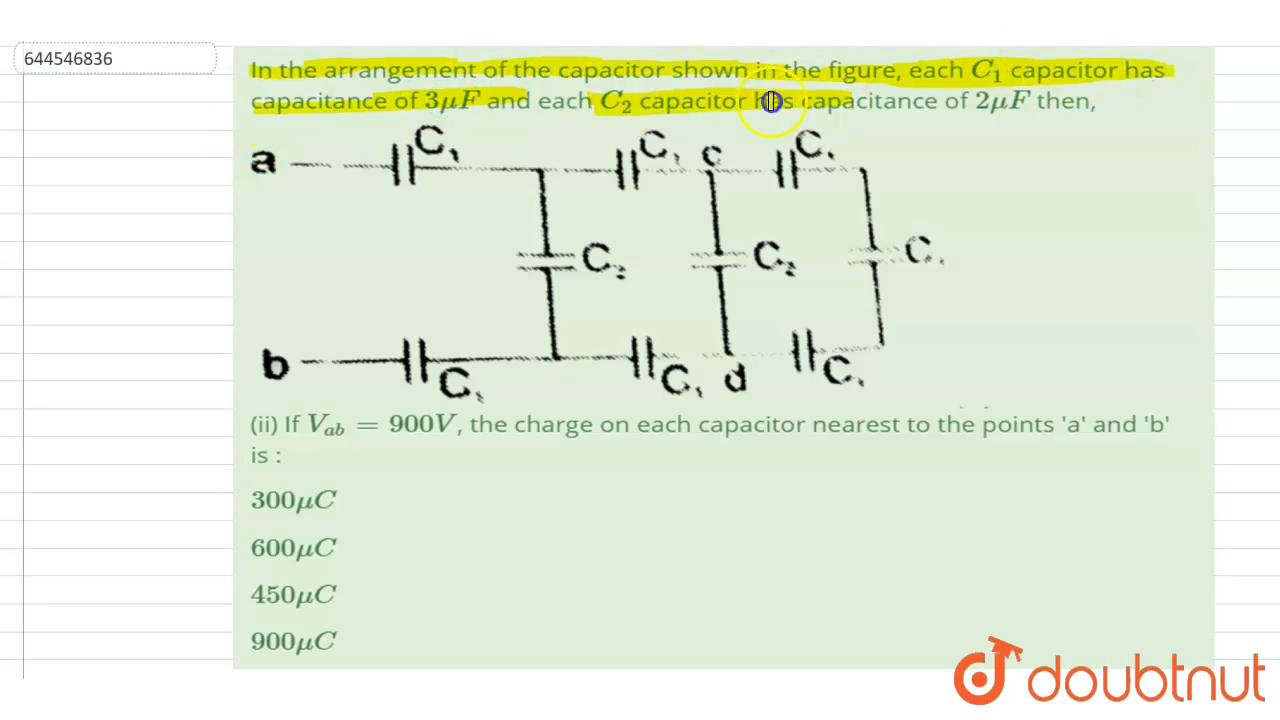 644546836
In the arrangement of the capacitor shown in the figure, each C₁ capacitor has
capacitance of 3μF and each C₂ capacitor has capacitance of 2μF then,
a C₁ C₁ c C₁
C₂ C₂ C₁
b C₁ C₁ d C₁
(ii) If V_ab = 900V, the charge on each capacitor nearest to the points 'a' and 'b'
is :
300μC
600μC
450μC
900μC
doubtnut